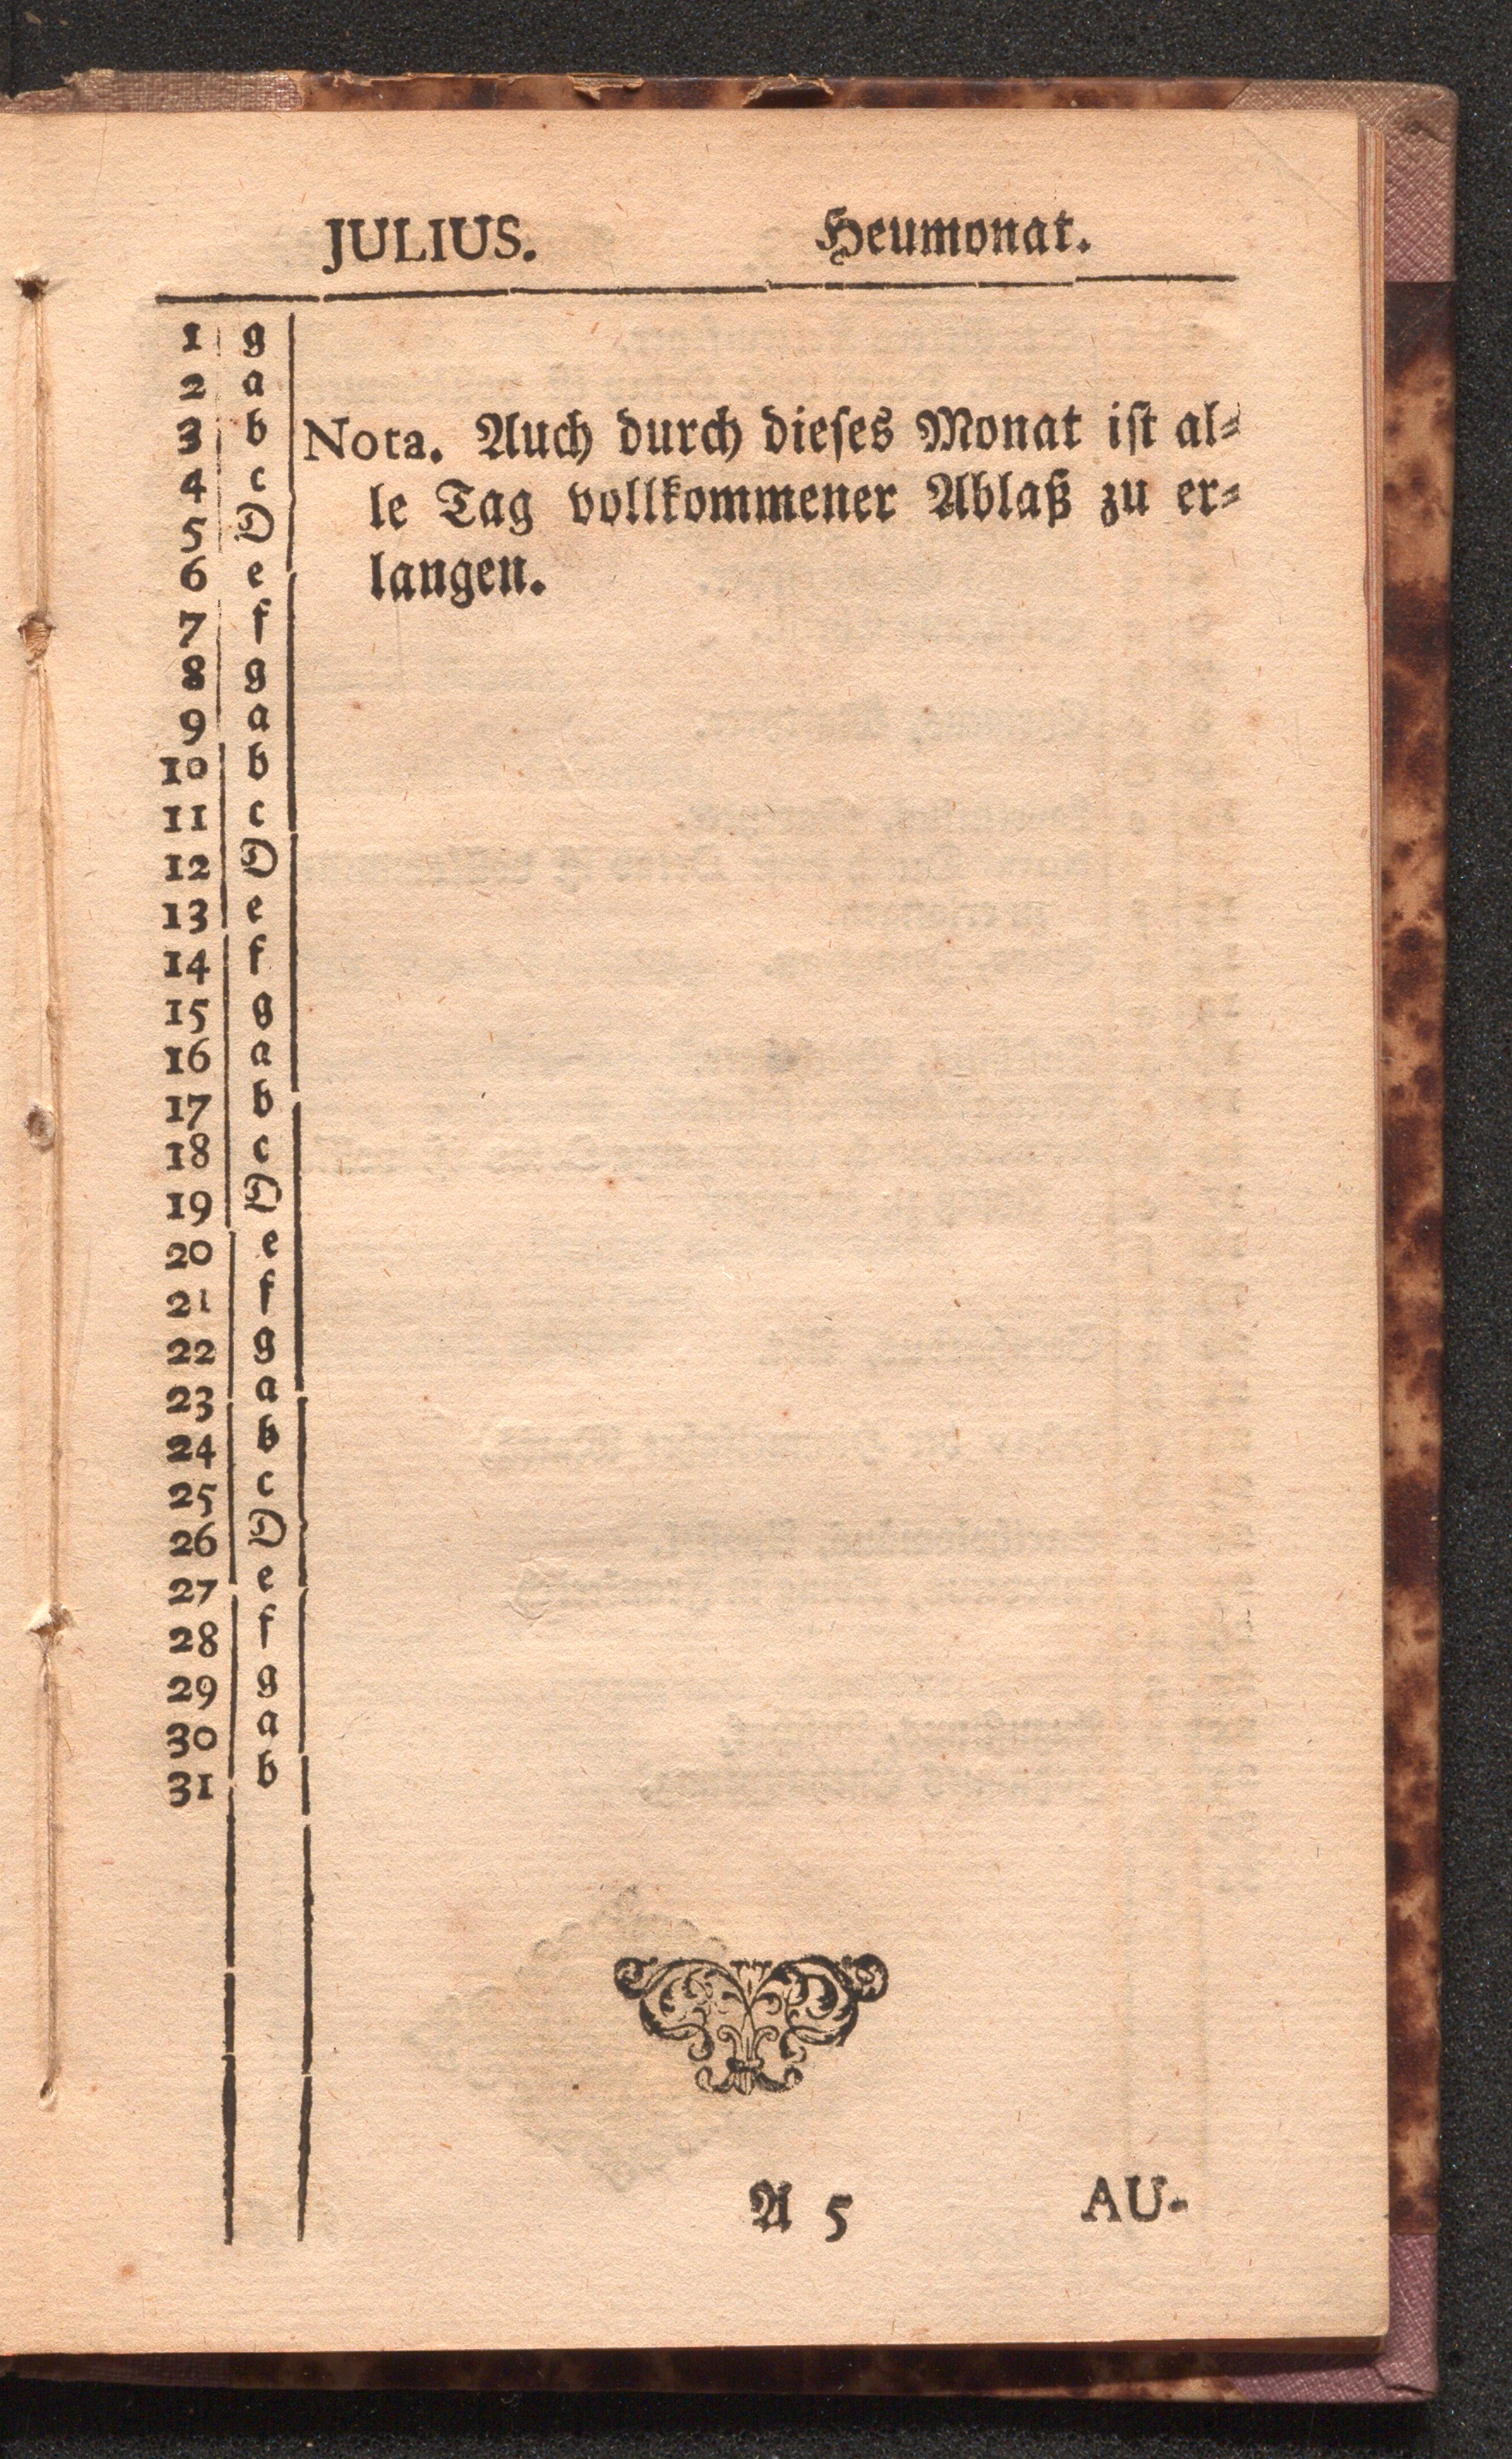 JULIUS. Heumonat.
1 g
2 a
3 b Nota. Auch durch dieses Monat ist al-
4 c le Tag vollkommener Ablaß zu er-
5 D
6 e langen.
7 f
8 g
9 a
10 b
11 c
12 D
13 e
14 f
15 g
16 a
17 b
18 c
19 D
20 e
21 f
22 g
23 a
24 b
25 c
26 D
27 e
28 f
29 g
30 a
31 b
A 5 AU-